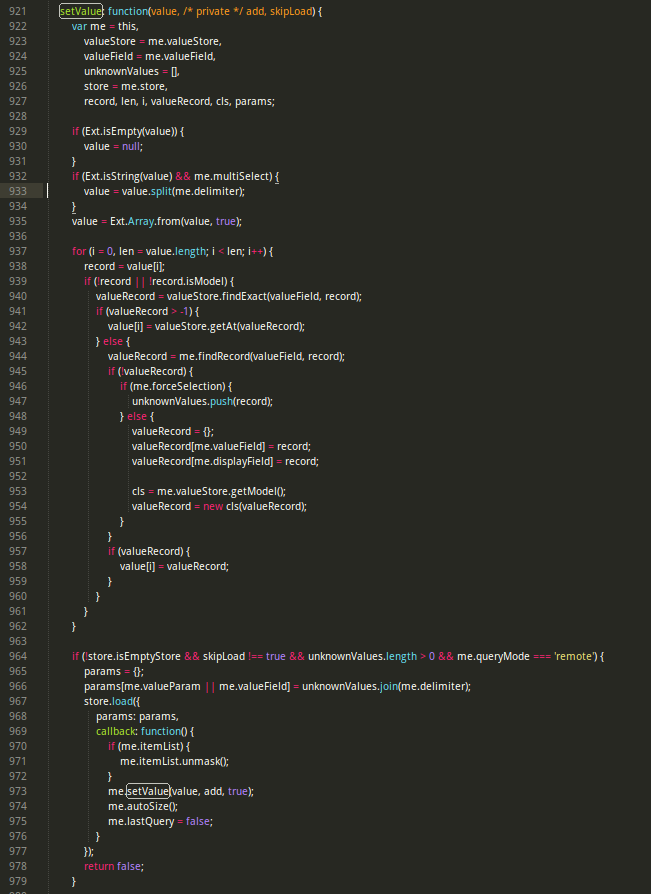 921 setValue: function(value, /* private */ add, skipLoad) {
922 var me = this,
923 valueStore = me.valueStore,
924 valueField = me.valueField,
925 unknownValues = [],
926 store = me.store,
927 record, len, i, valueRecord, cls, params;
928
929 if (Ext.isEmpty(value)) {
930 value = null;
931 }
932 if (Ext.isString(value) && me.multiSelect) {
933 value = value.split(me.delimiter);
934 }
935 value = Ext.Array.from(value, true);
936
937 for (i = 0, len = value.length; i < len; i++) {
938 record = value[i];
939 if (!record || !record.isModel) {
940 valueRecord = valueStore.findExact(valueField, record);
941 if (valueRecord > -1) {
942 value[i] = valueStore.getAt(valueRecord);
943 } else {
944 valueRecord = me.findRecord(valueField, record);
945 if (!valueRecord) {
946 if (me.forceSelection) {
947 unknownValues.push(record);
948 } else {
949 valueRecord = {};
950 valueRecord[me.valueField] = record;
951 valueRecord[me.displayField] = record;
952
953 cls = me.valueStore.getModel();
954 valueRecord = new cls(valueRecord);
955 }
956 }
957 if (valueRecord) {
958 value[i] = valueRecord;
959 }
960 }
961 }
962 }
963
964 if (!store.isEmptyStore && skipLoad !== true && unknownValues.length > 0 && me.queryMode === 'remote') {
965 params = {};
966 params[me.valueParam || me.valueField] = unknownValues.join(me.delimiter);
967 store.load({
968 params: params,
969 callback: function() {
970 if (me.itemList) {
971 me.itemList.unmask();
972 }
973 me.setValue(value, add, true);
974 me.autoSize();
975 me.lastQuery = false;
976 }
977 });
978 return false;
979 }